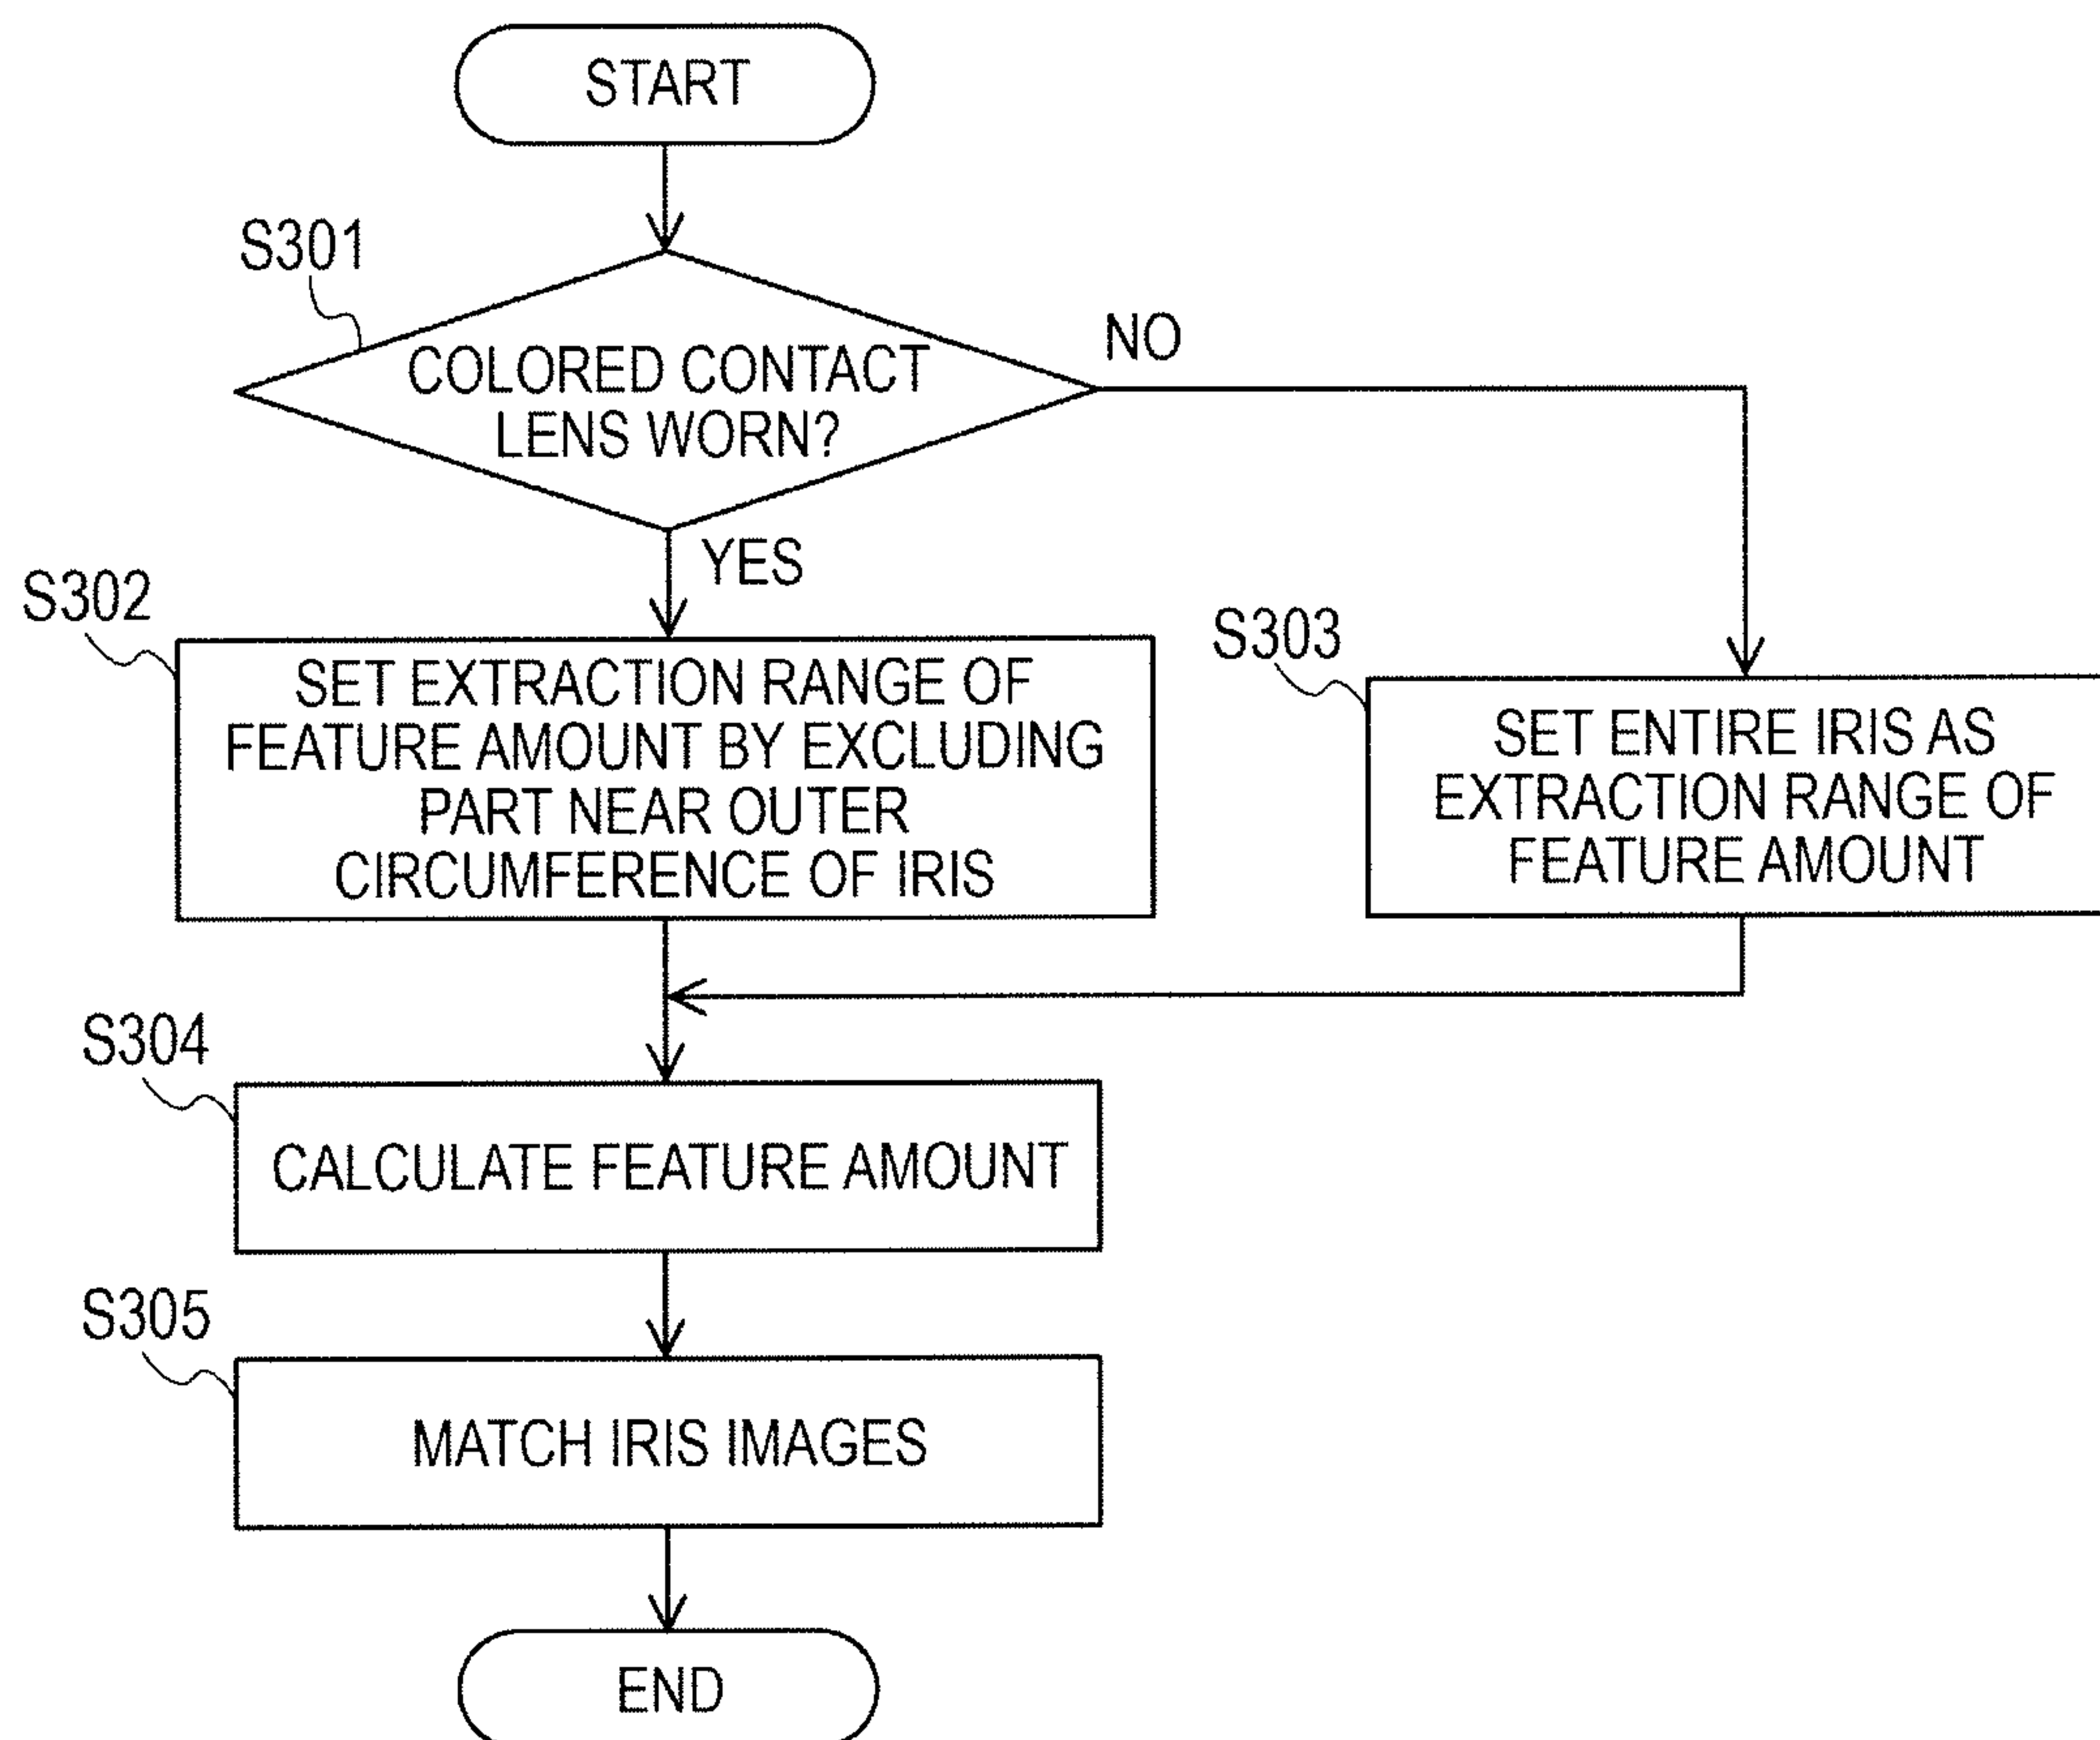 START
S301
COLORED CONTACT
LENS WORN?
NO
YES
S302
SET EXTRACTION RANGE OF
FEATURE AMOUNT BY EXCLUDING
PART NEAR OUTER
CIRCUMFERENCE OF IRIS
S303
SET ENTIRE IRIS AS
EXTRACTION RANGE OF
FEATURE AMOUNT
S304
CALCULATE FEATURE AMOUNT
S305
MATCH IRIS IMAGES
END